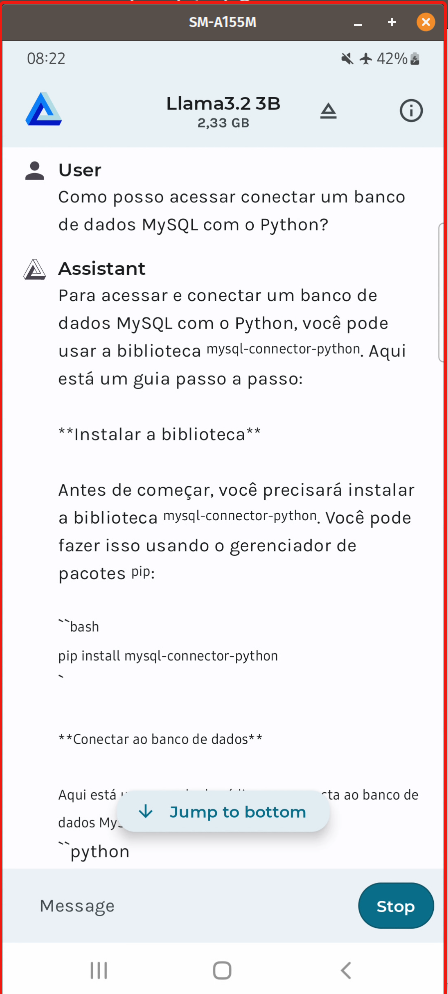 SM-A155M
08:22
42%
Llama3.2 3B
2,33 GB
User
Como posso acessar conectar um banco
de dados MySQL com o Python?
Assistant
Para acessar e conectar um banco de
dados MySQL com o Python, você pode
usar a biblioteca mysql-connector-python. Aqui
está um guia passo a passo:
**Instalar a biblioteca**
Antes de começar, você precisará instalar
a biblioteca mysql-connector-python. Você pode
fazer isso usando o gerenciador de
pacotes pip:
``bash
pip install mysql-connector-python
`
**Conectar ao banco de dados**
Aqui está ao banco de
dados
Jump to bottom
``python
Message
Stop